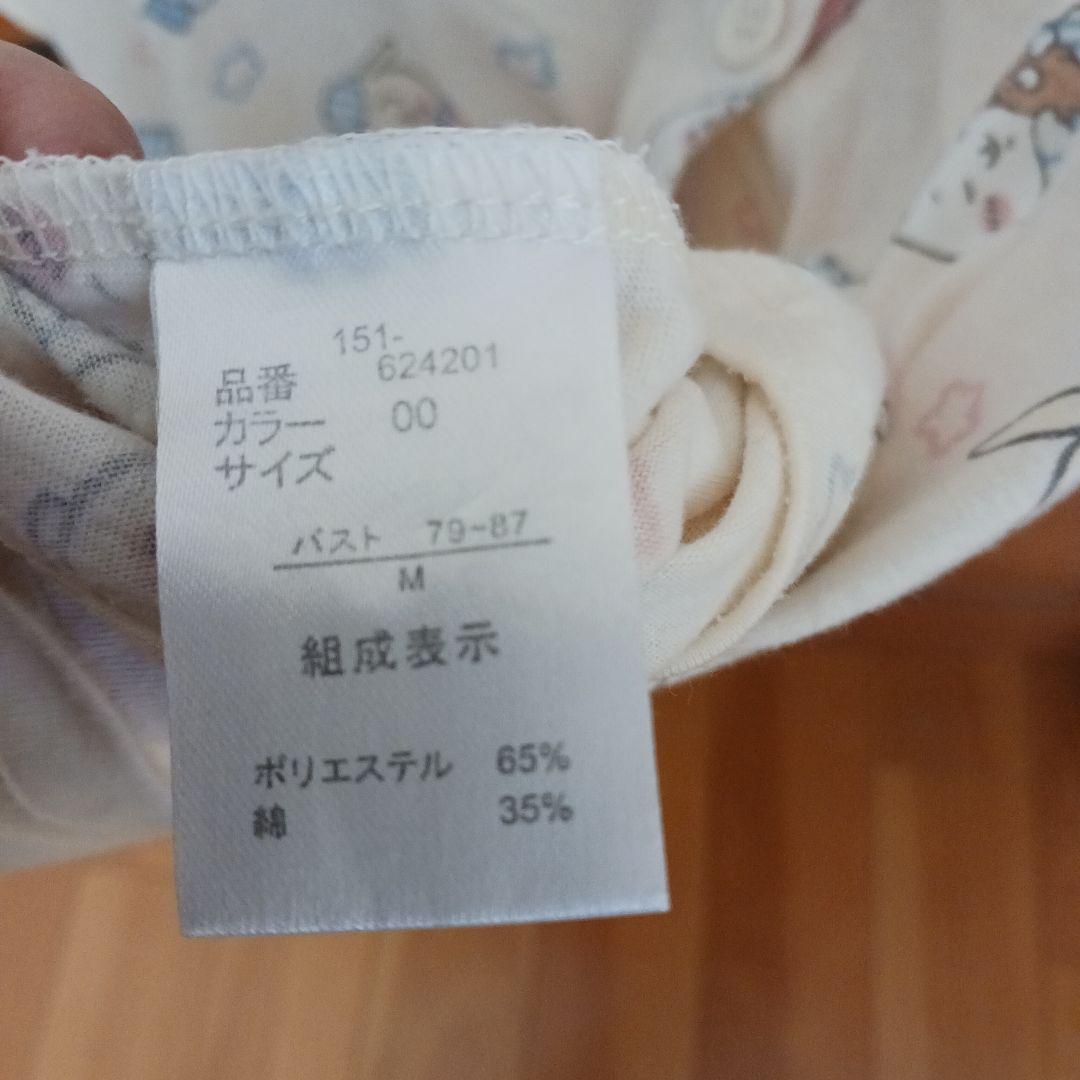 151-
品番 624201
カラー 00
サイズ
バスト 79-87
M
組成表示
ポリエステル 65%
綿 35%